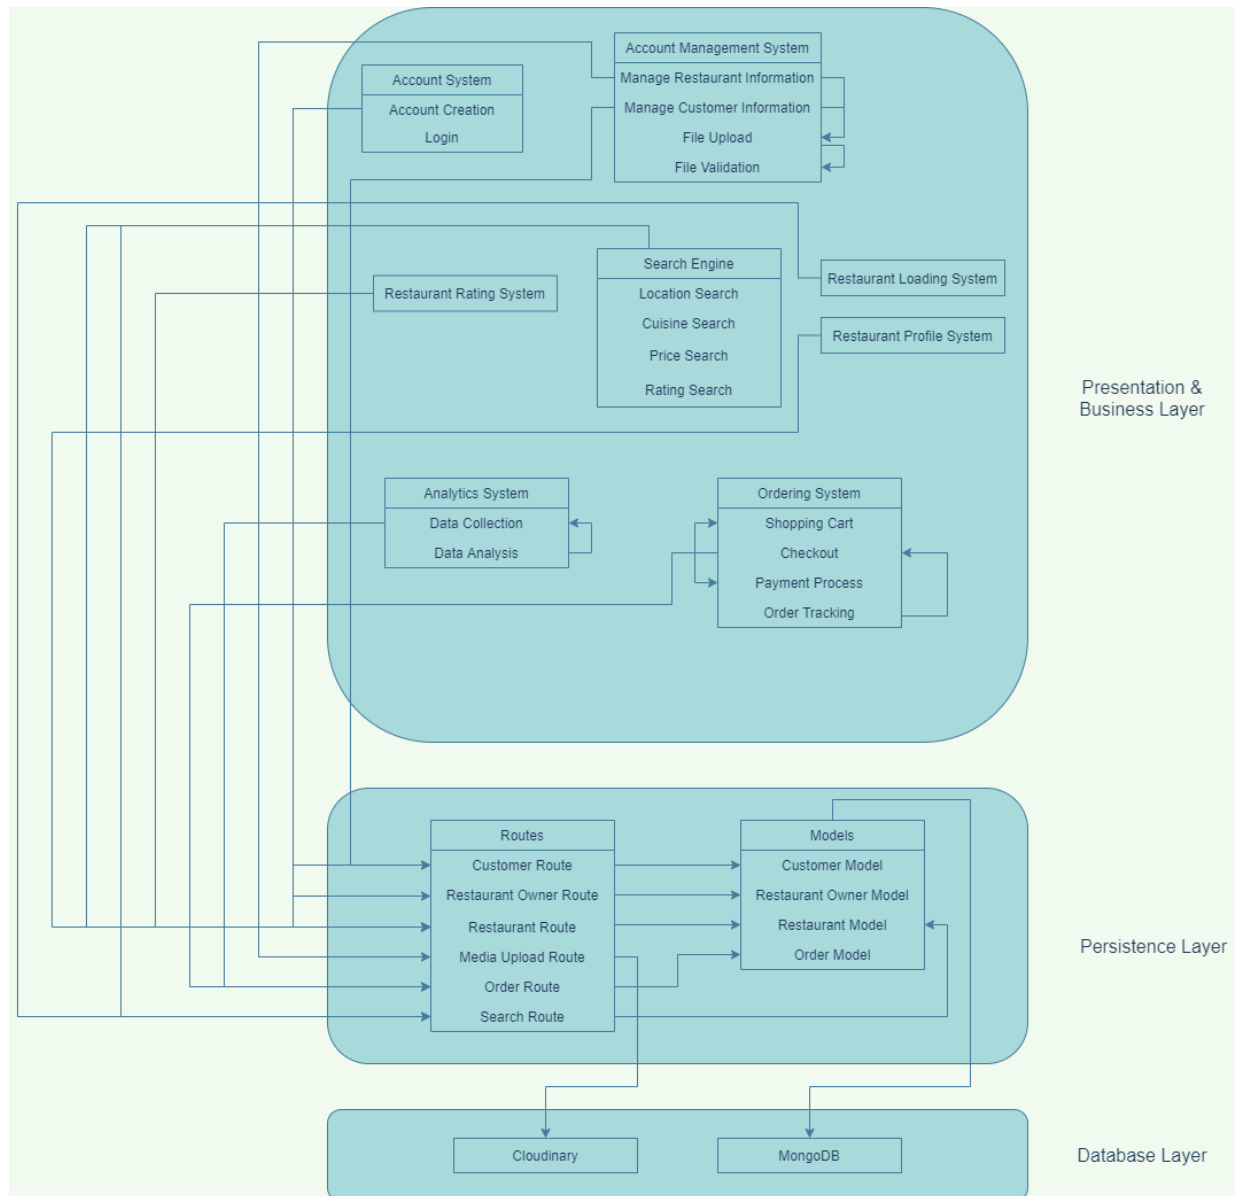 Account Management System
Manage Restaurant Information
Manage Customer Information
File Upload
File Validation
Account System
Account Creation
Login
Search Engine
Location Search
Cuisine Search
Price Search
Rating Search
Restaurant Rating System
Restaurant Loading System
Restaurant Profile System
Presentation &
Business Layer
Analytics System
Data Collection
Data Analysis
Ordering System
Shopping Cart
Checkout
Payment Process
Order Tracking
Routes
Customer Route
Restaurant Owner Route
Restaurant Route
Media Upload Route
Order Route
Search Route
Models
Customer Model
Restaurant Owner Model
Restaurant Model
Order Model
Persistence Layer
Cloudinary
MongoDB
Database Layer